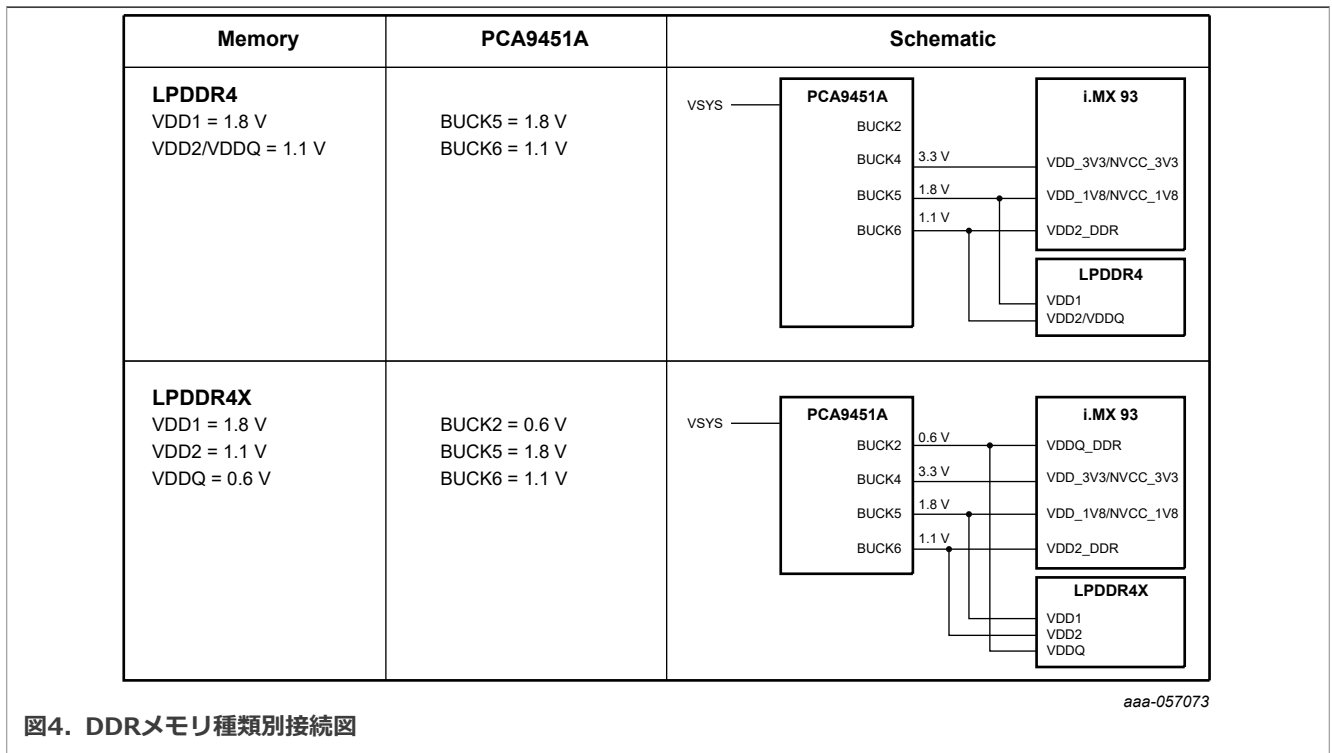 Memory
PCA9451A
Schematic
LPDDR4
VDD1 = 1.8 V
VDD2/VDDQ = 1.1 V
BUCK5 = 1.8 V
BUCK6 = 1.1 V
VSYS
PCA9451A
BUCK2
BUCK4
BUCK5
BUCK6
3.3 V
1.8 V
1.1 V
i.MX 93
VDD_3V3/NVCC_3V3
VDD_1V8/NVCC_1V8
VDD2_DDR
LPDDR4
VDD1
VDD2/VDDQ
LPDDR4X
VDD1 = 1.8 V
VDD2 = 1.1 V
VDDQ = 0.6 V
BUCK2 = 0.6 V
BUCK5 = 1.8 V
BUCK6 = 1.1 V
VSYS
PCA9451A
BUCK2
BUCK4
BUCK5
BUCK6
0.6 V
3.3 V
1.8 V
1.1 V
i.MX 93
VDDQ_DDR
VDD_3V3/NVCC_3V3
VDD_1V8/NVCC_1V8
VDD2_DDR
LPDDR4X
VDD1
VDD2
VDDQ
aaa-057073
図4. DDRメモリ種類別接続図